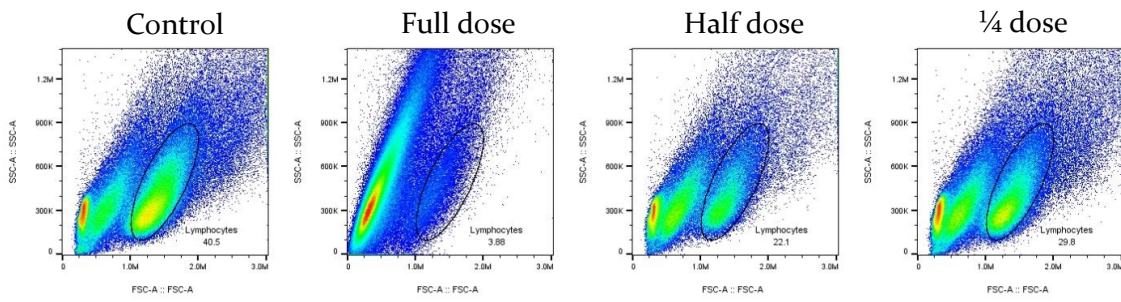 Control
Full dose
Half dose
¼ dose
SSC-A :: SSC-A
1.2M
900K
600K
300K
0
Lymphocytes
40.5
0
1.0M
2.0M
3.0M
FSC-A :: FSC-A
SSC-A :: SSC-A
1.2M
900K
600K
300K
0
Lymphocytes
3.88
0
1.0M
2.0M
3.0M
FSC-A :: FSC-A
SSC-A :: SSC-A
1.2M
900K
600K
300K
0
Lymphocytes
22.1
0
1.0M
2.0M
3.0M
FSC-A :: FSC-A
SSC-A :: SSC-A
1.2M
900K
600K
300K
0
Lymphocytes
29.8
0
1.0M
2.0M
3.0M
FSC-A :: FSC-A